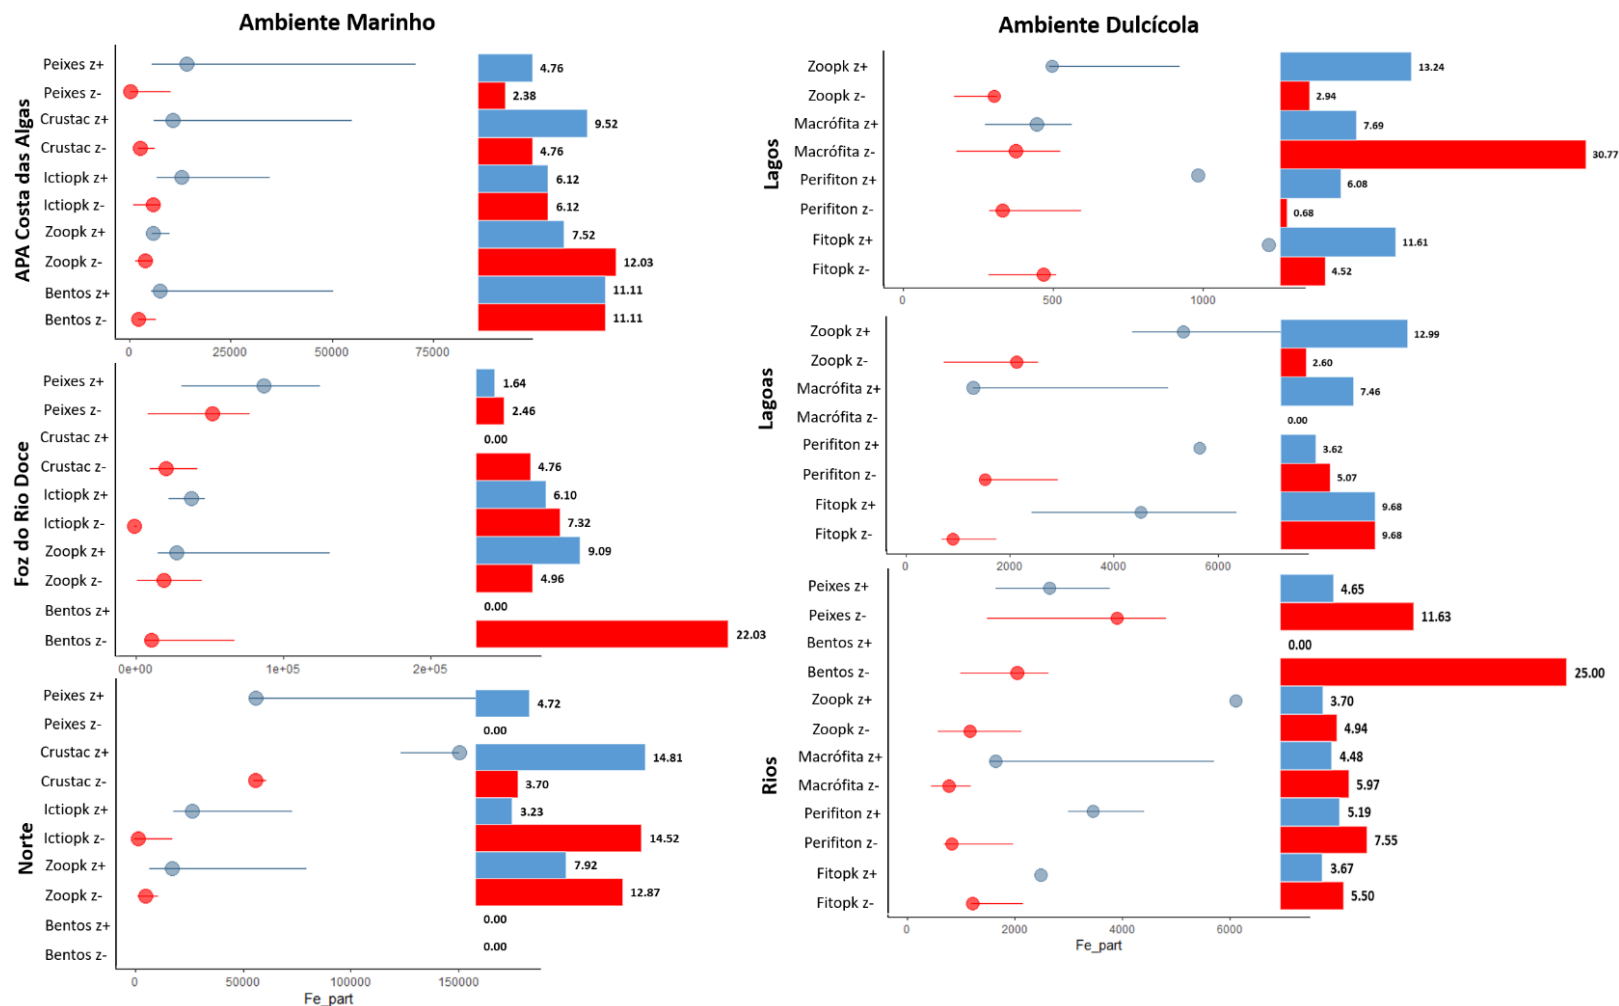 Ambiente Marinho
APA Costa das Algas
Peixes z+
4.76
Peixes z-
2.38
Crustac z+
9.52
Crustac z-
4.76
Ictiopk z+
6.12
Ictiopk z-
6.12
Zoopk z+
7.52
Zoopk z-
12.03
Bentos z+
11.11
Bentos z-
11.11
0 25000 50000 75000
Foz do Rio Doce
Peixes z+
1.64
Peixes z-
2.46
Crustac z+
0.00
Crustac z-
4.76
Ictiopk z+
6.10
Ictiopk z-
7.32
Zoopk z+
9.09
Zoopk z-
4.96
Bentos z+
0.00
Bentos z-
22.03
0e+00 1e+05 2e+05
Norte
Peixes z+
4.72
Peixes z-
0.00
Crustac z+
14.81
Crustac z-
3.70
Ictiopk z+
3.23
Ictiopk z-
14.52
Zoopk z+
7.92
Zoopk z-
12.87
Bentos z+
0.00
Bentos z-
0.00
0 50000 100000 150000
Fe_part
Ambiente Dulcícola
Lagos
Zoopk z+
13.24
Zoopk z-
2.94
Macrófita z+
7.69
Macrófita z-
30.77
Perifiton z+
6.08
Perifiton z-
0.68
Fitopk z+
11.61
Fitopk z-
4.52
0 500 1000
Lagoas
Zoopk z+
12.99
Zoopk z-
2.60
Macrófita z+
7.46
Macrófita z-
0.00
Perifiton z+
3.62
Perifiton z-
5.07
Fitopk z+
9.68
Fitopk z-
9.68
0 2000 4000 6000
Rios
Peixes z+
4.65
Peixes z-
11.63
Bentos z+
0.00
Bentos z-
25.00
Zoopk z+
3.70
Zoopk z-
4.94
Macrófita z+
4.48
Macrófita z-
5.97
Perifiton z+
5.19
Perifiton z-
7.55
Fitopk z+
3.67
Fitopk z-
5.50
0 2000 4000 6000
Fe_part